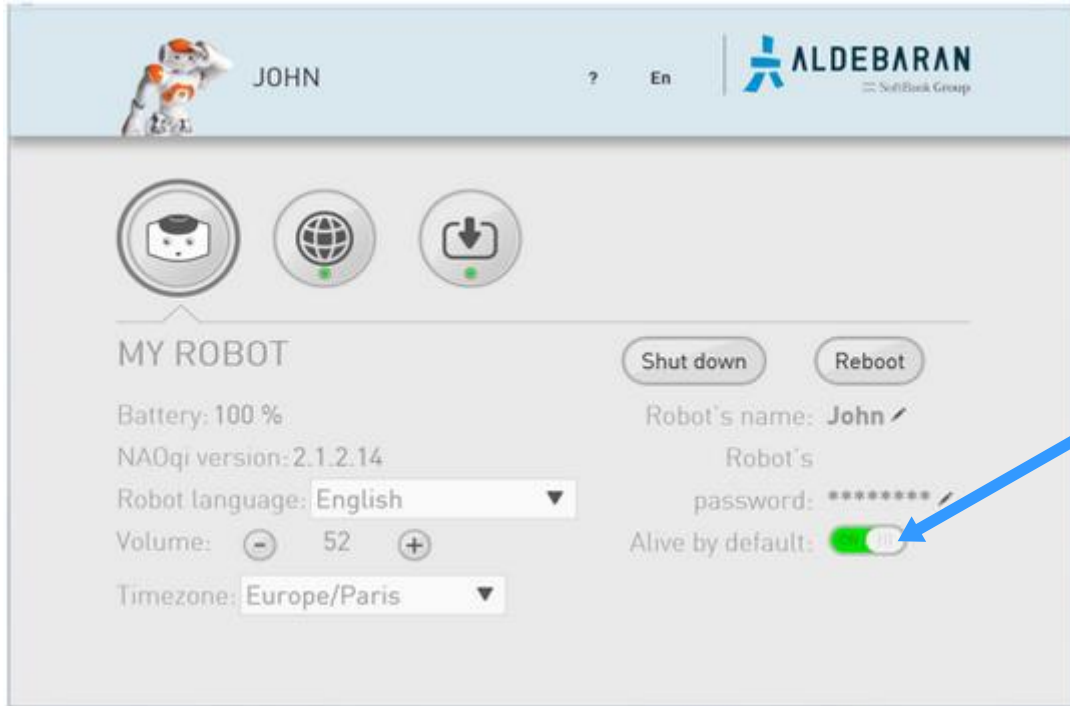 JOHN
? En
ALDEBARAN
SoftBank Group
MY ROBOT
Shut down Reboot
Battery: 100 %
Robot's name: John
NAOqi version: 2.1.2.14
Robot's
password: ********
Robot language: English
Volume: 52
Alive by default: ON
Timezone: Europe/Paris